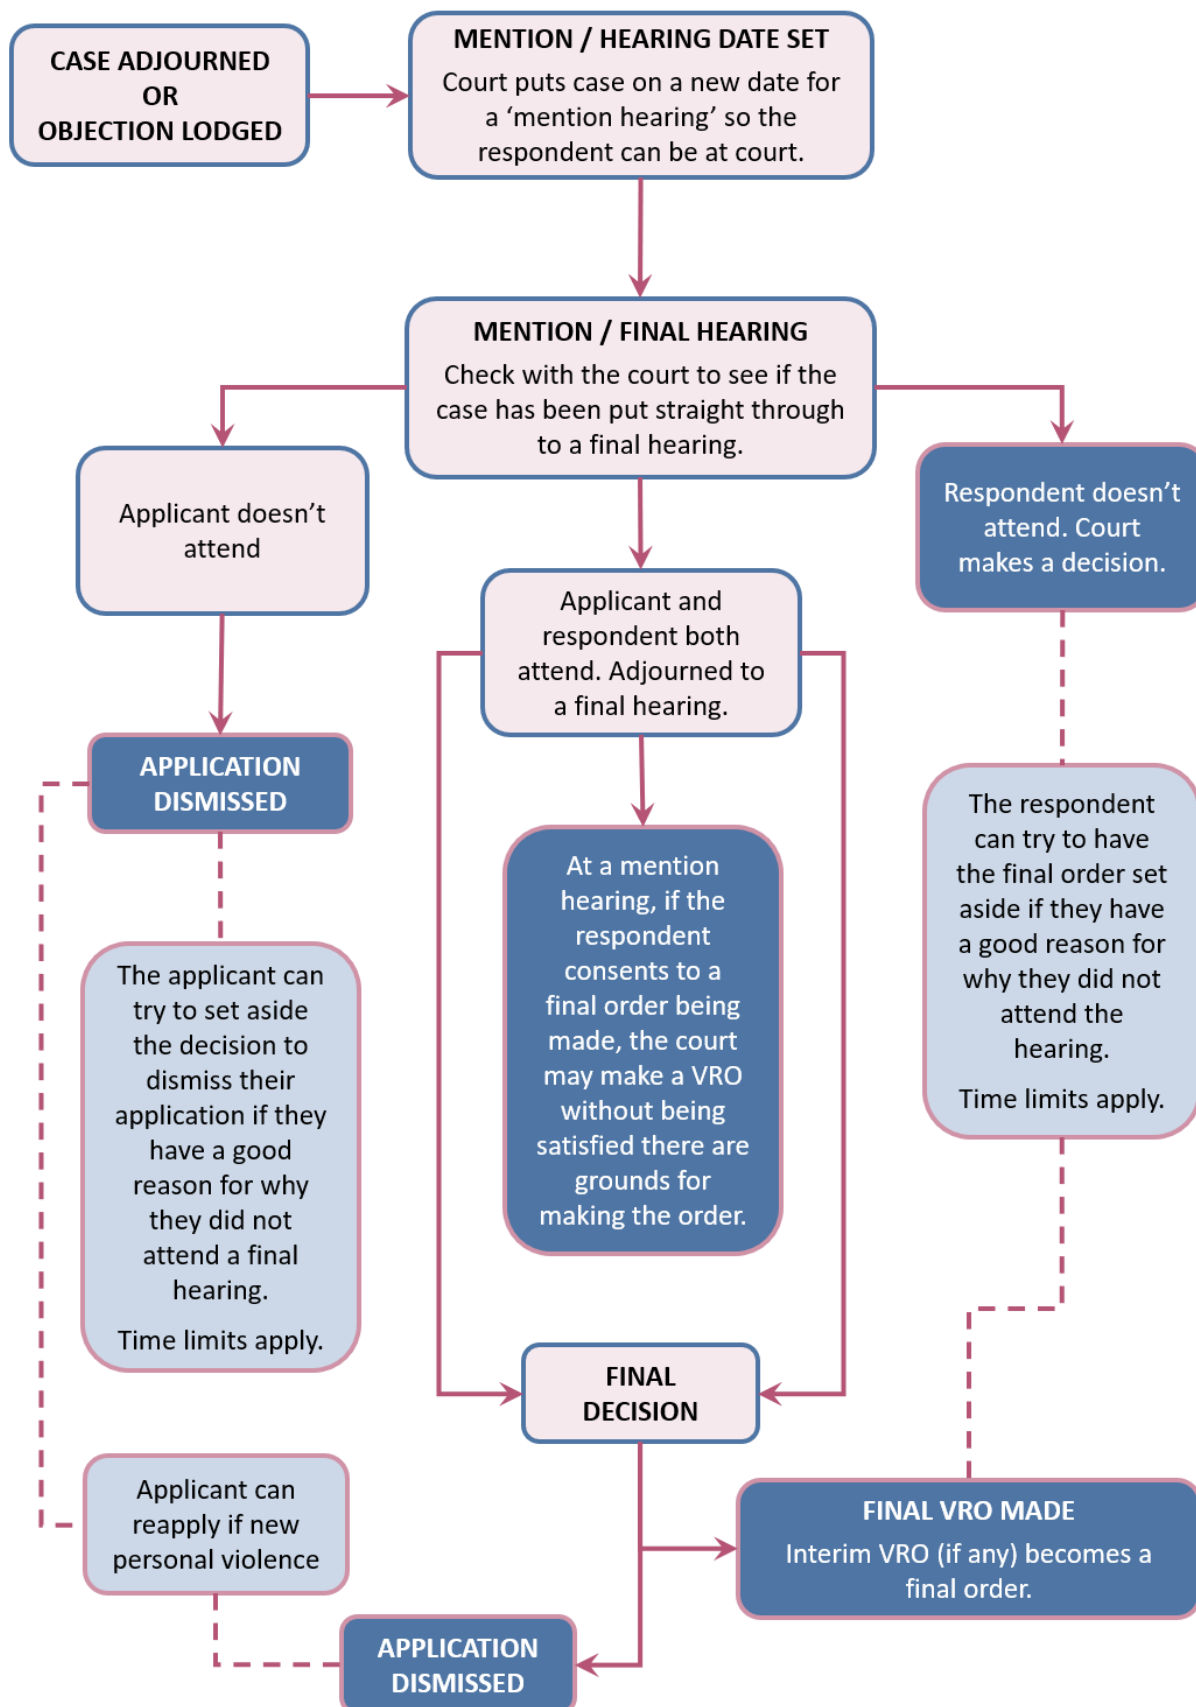 CASE ADJOURNED
OR
OBJECTION LODGED
MENTION / HEARING DATE SET
Court puts case on a new date for
a ‘mention hearing’ so the
respondent can be at court.
MENTION / FINAL HEARING
Check with the court to see if the
case has been put straight through
to a final hearing.
Applicant doesn’t
attend
Applicant and
respondent both
attend. Adjourned to
a final hearing.
Respondent doesn’t
attend. Court
makes a decision.
APPLICATION
DISMISSED
The applicant can
try to set aside
the decision to
dismiss their
application if they
have a good
reason for why
they did not
attend a final
hearing.
Time limits apply.
At a mention
hearing, if the
respondent
consents to a
final order being
made, the court
may make a VRO
without being
satisfied there are
grounds for
making the order.
The respondent
can try to have
the final order set
aside if they have
a good reason for
why they did not
attend the
hearing.
Time limits apply.
FINAL
DECISION
Applicant can
reapply if new
personal violence
FINAL VRO MADE
Interim VRO (if any) becomes a
final order.
APPLICATION
DISMISSED